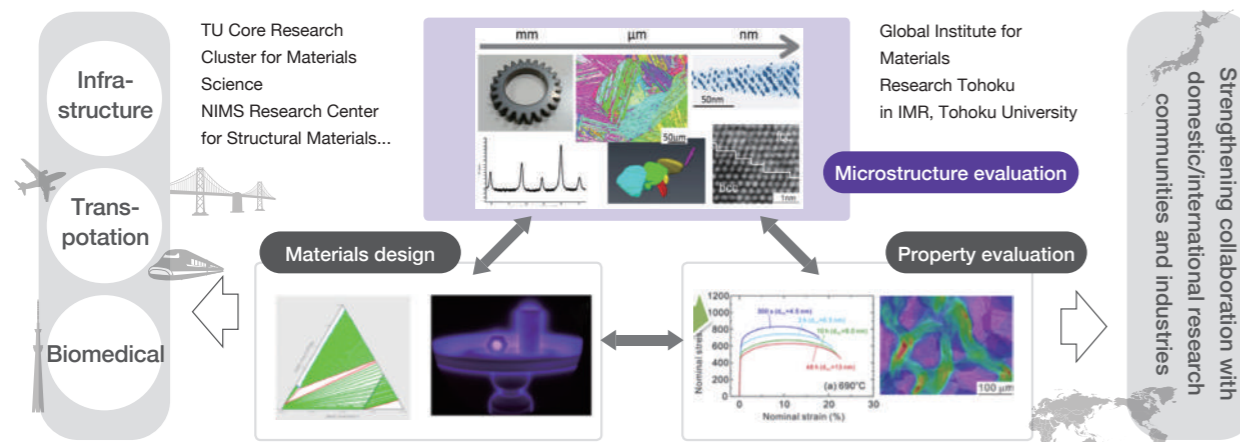 Infra-
structure
Trans-
potation
Biomedical
TU Core Research
Cluster for Materials
Science
NIMS Research Center
for Structural Materials...
mm
μm
nm
50nm
50μm
1nm
Global Institute for
Materials
Research Tohoku
in IMR, Tohoku University
Microstructure evaluation
Materials design
Property evaluation
1200
1000
800
600
400
200
0
0
10
20
30
Nominal strain (%)
(a) 690°C
100 μm
Strengthening collaboration with
domestic/international research
communities and industries